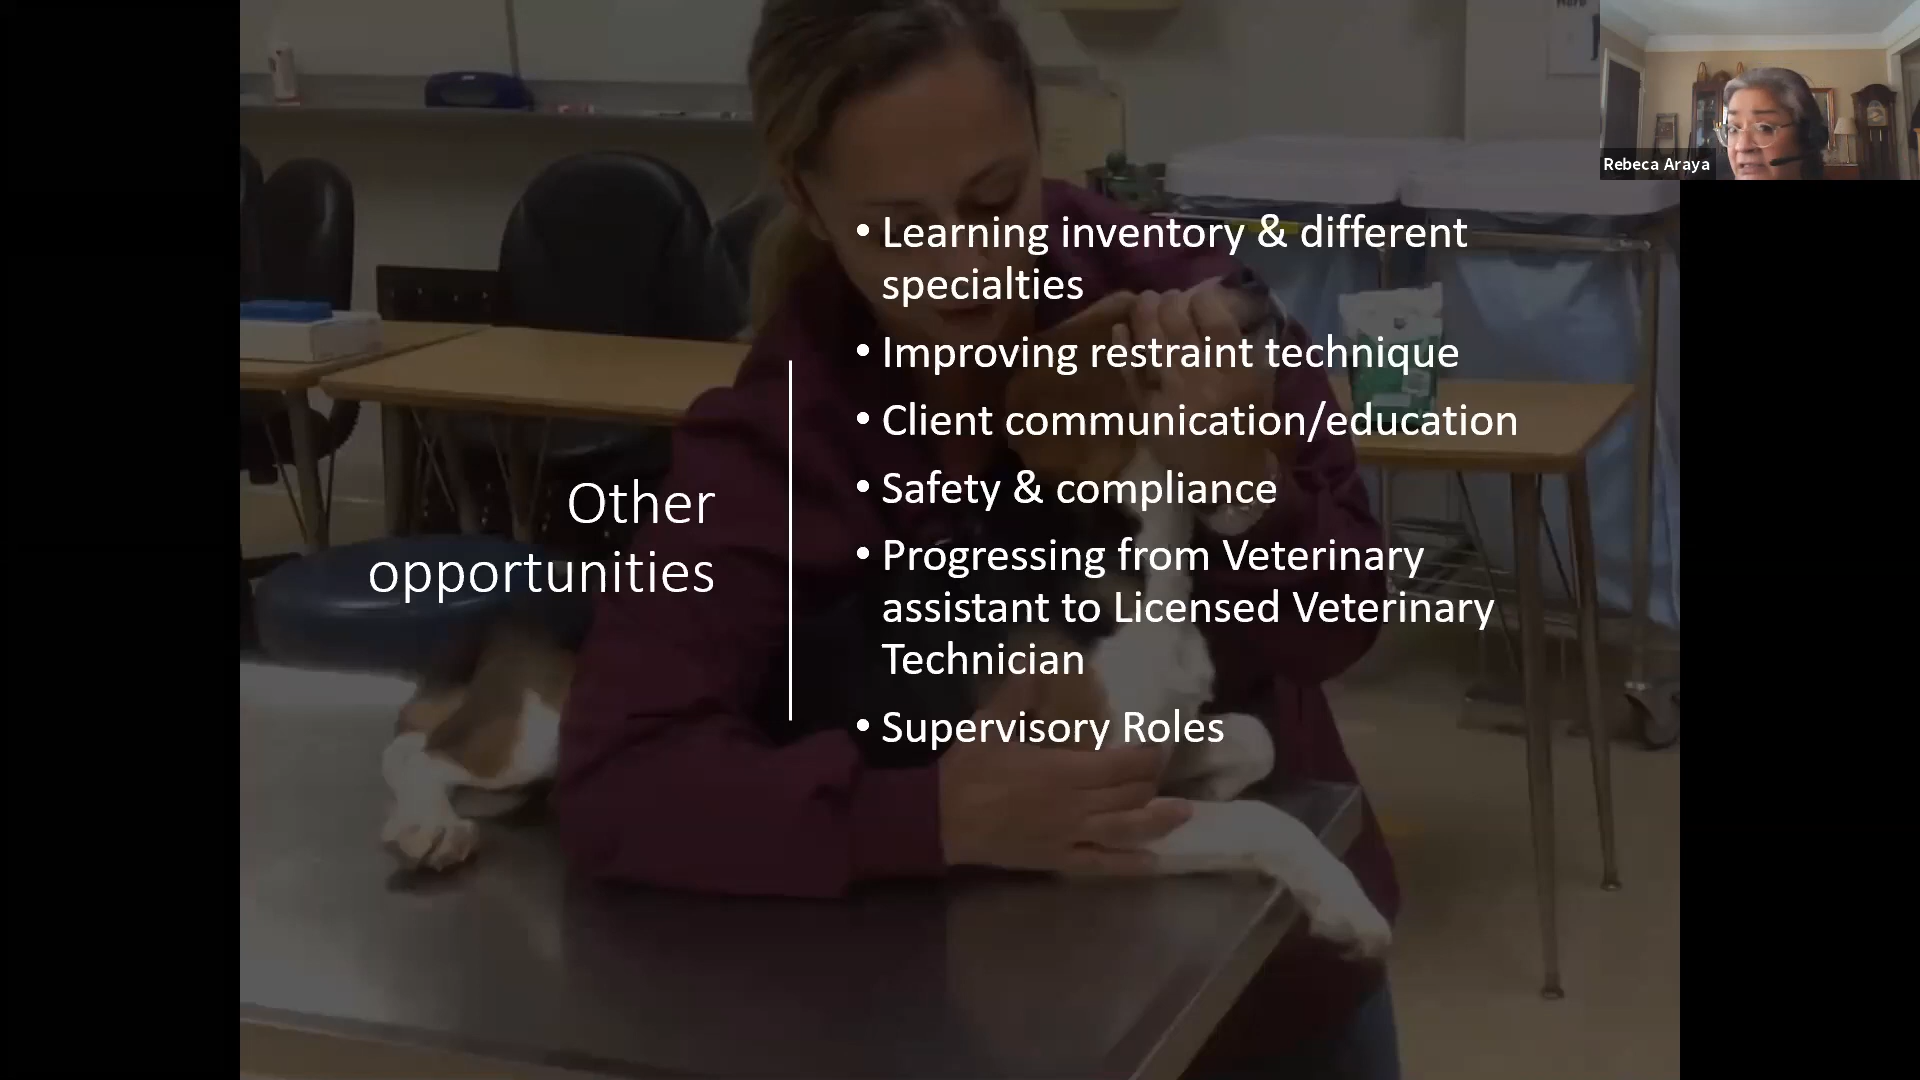 Rebeca Araya
Other
opportunities
• Learning inventory & different
specialties
• Improving restraint technique
• Client communication/education
• Safety & compliance
• Progressing from Veterinary
assistant to Licensed Veterinary
Technician
• Supervisory Roles